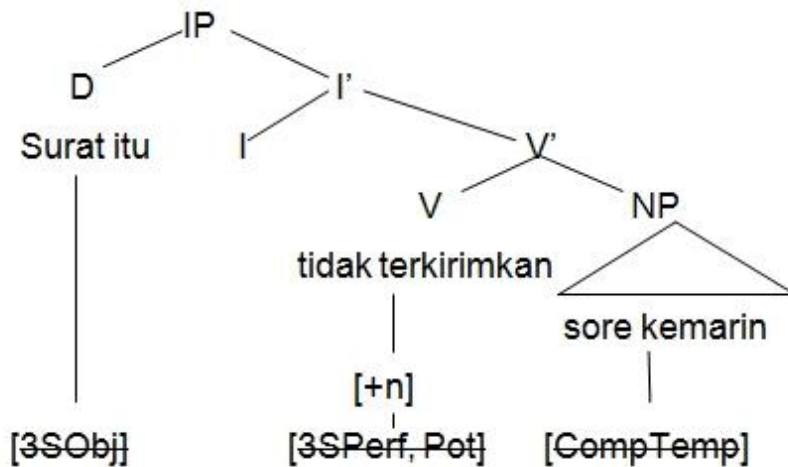 IP
D I’
Surat itu I V’
V NP
tidak terkirimkan
sore kemarin
[+n]
[3SObj] [3SPerf, Pot] [CompTemp]